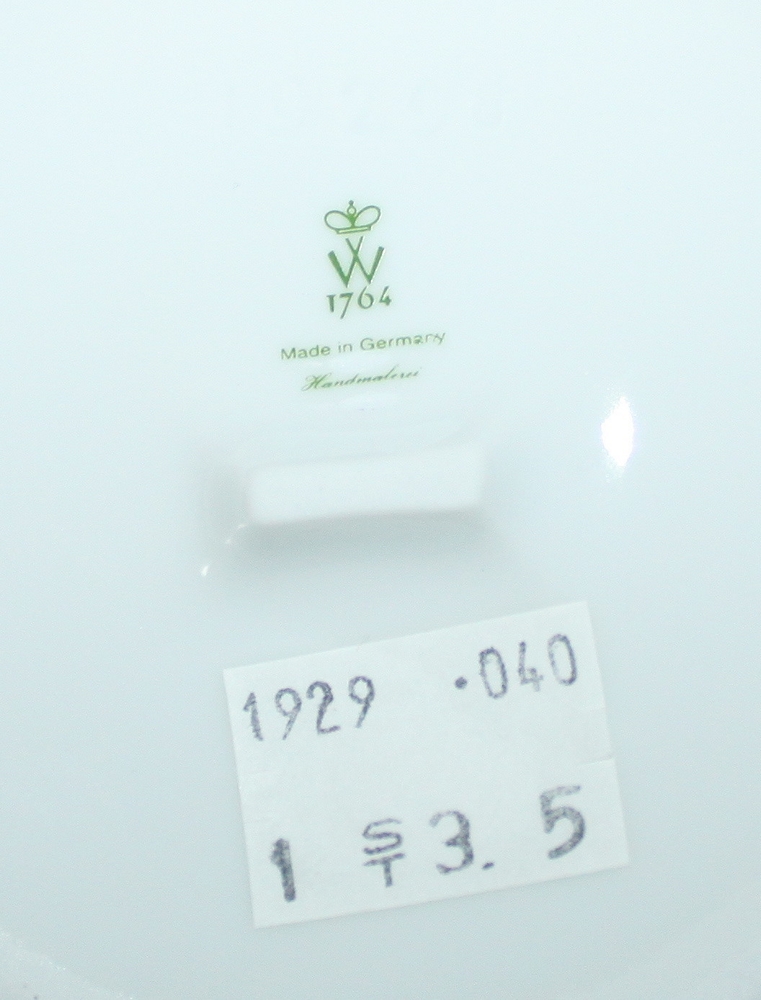 W
1764
Made in Germany
Handmalerei
1929 .040
1 ST 3. 5